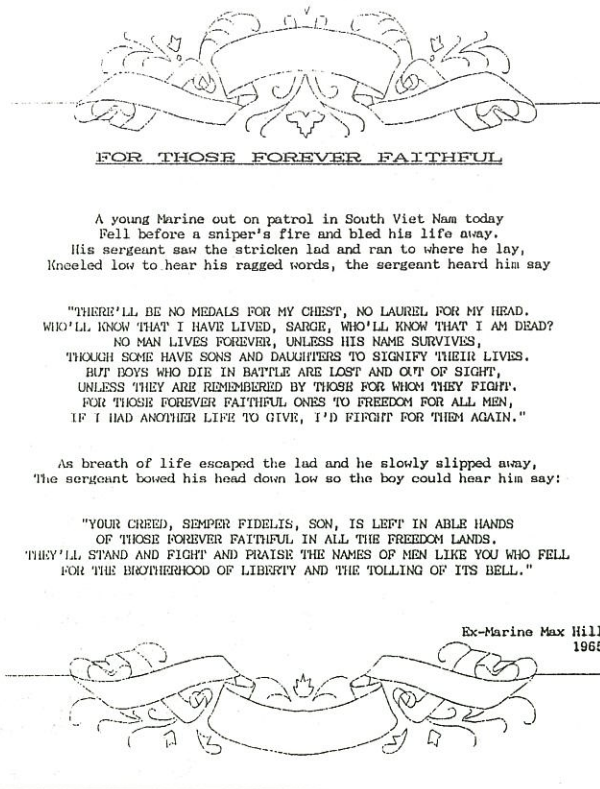 FOR THOSE FOREVER FAITHFUL
A young Marine out on patrol in South Viet Nam today
Fell before a sniper's fire and bled his life away.
His sergeant saw the stricken lad and ran to where he lay,
Kneeled low to hear his ragged words, the sergeant heard him say
"THERE'LL BE NO MEDALS FOR MY CHEST, NO LAUREL FOR MY HEAD.
WHO'LL KNOW THAT I HAVE LIVED, SARGE, WHO'LL KNOW THAT I AM DEAD?
NO MAN LIVES FOREVER, UNLESS HIS NAME SURVIVES,
THOUGH SOME HAVE SONS AND DAUGHTERS TO SIGNIFY THEIR LIVES.
BUT BOYS WHO DIE IN BATTLE ARE LOST AND OUT OF SIGHT,
UNLESS THEY ARE REMEMBERED BY THOSE FOR WHOM THEY FIGHT.
FOR THOSE FOREVER FAITHFUL ONES TO FREEDOM FOR ALL MEN,
IF I HAD ANOTHER LIFE TO GIVE, I'D FIFGHT FOR THEM AGAIN."
As breath of life escaped the lad and he slowly slipped away,
The sergeant bowed his head down low so the boy could hear him say:
"YOUR CREED, SEMPER FIDELIS, SON, IS LEFT IN ABLE HANDS
OF THOSE FOREVER FAITHFUL IN ALL THE FREEDOM LANDS.
THEY'LL STAND AND FIGHT AND PRAISE THE NAMES OF MEN LIKE YOU WHO FELL
FOR THE BROTHERHOOD OF LIBERTY AND THE TOLLING OF ITS BELL."
Ex-Marine Max Hill
1965